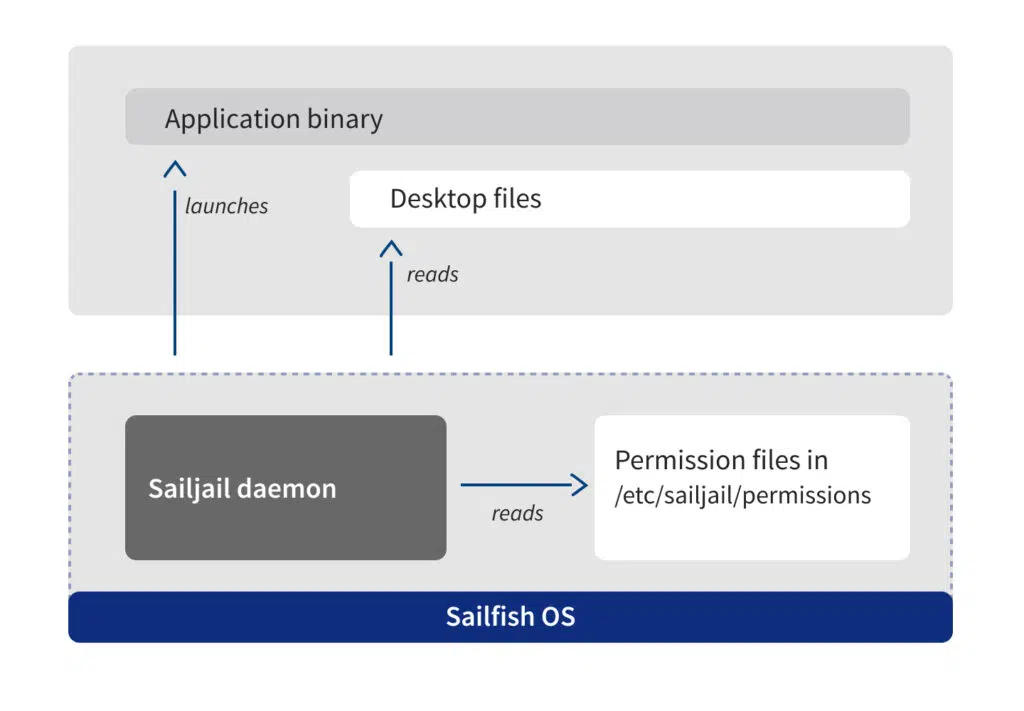 Application binary
launches
Desktop files
reads
Sailjail daemon
reads
Permission files in
/etc/sailjail/permissions
Sailfish OS